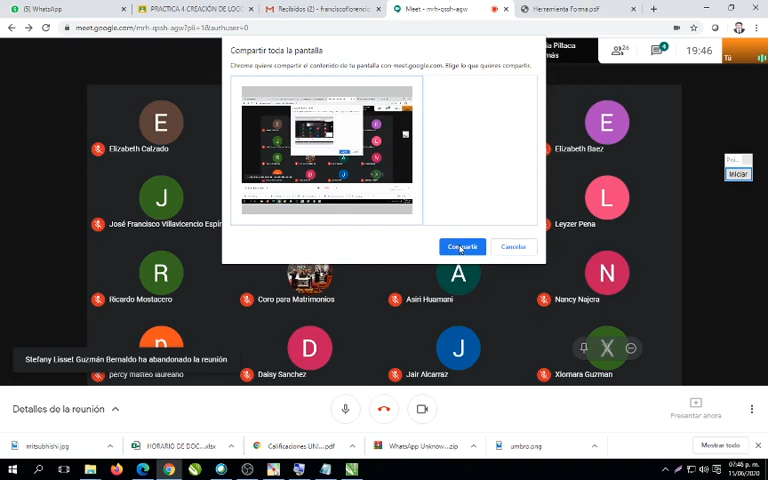 WhatsApp
PRACTICA 4 CREACIÓN DE LOG
Recibidos (2) - franciscoflorenci
Meet - mrh-qssh-agw
Herramienta Forma.pdf
meet.google.com/mrh-qssh-agw?pli=1&authuser=0
Compartir toda la pantalla
Chrome quiere compartir el contenido de tu pantalla con meet.google.com. Elige lo que quieres compartir.
Compartir
Cancelar
Pillaca
más
26
4
19:46
Tú
E
Elizabeth Calzado
E
Elizabeth Baez
Iniciar
J
José Francisco Villavicencio Espir
L
Leyzer Pena
R
Ricardo Mostacero
Coro para Matrimonios
A
Asiri Huamani
N
Nancy Najera
Stefany Lisset Guzmán Bernaldo ha abandonado la reunión
percy matteo laureano
D
Daisy Sanchez
J
Jair Alcarraz
X
Xiomara Guzman
Detalles de la reunión
Presentar ahora
mitsubhishi.jpg
HORARIO DE DOC....xlsx
Calificaciones UN....pdf
WhatsApp Unknow....zip
umbro.png
Mostrar todo
07:46 p. m.
15/06/2020